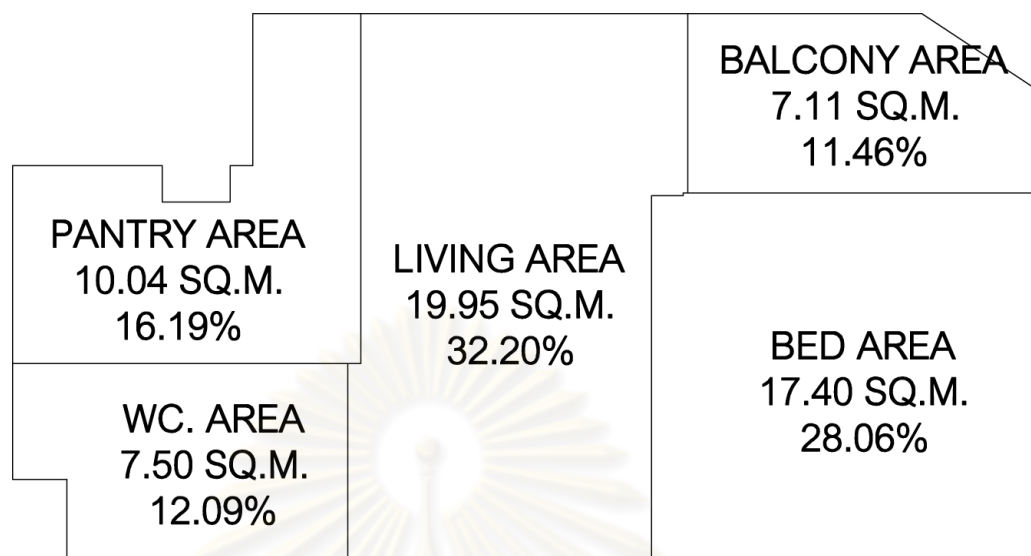 BALCONY AREA
7.11 SQ.M.
11.46%
PANTRY AREA
10.04 SQ.M.
16.19%
LIVING AREA
19.95 SQ.M.
32.20%
BED AREA
17.40 SQ.M.
28.06%
WC. AREA
7.50 SQ.M.
12.09%